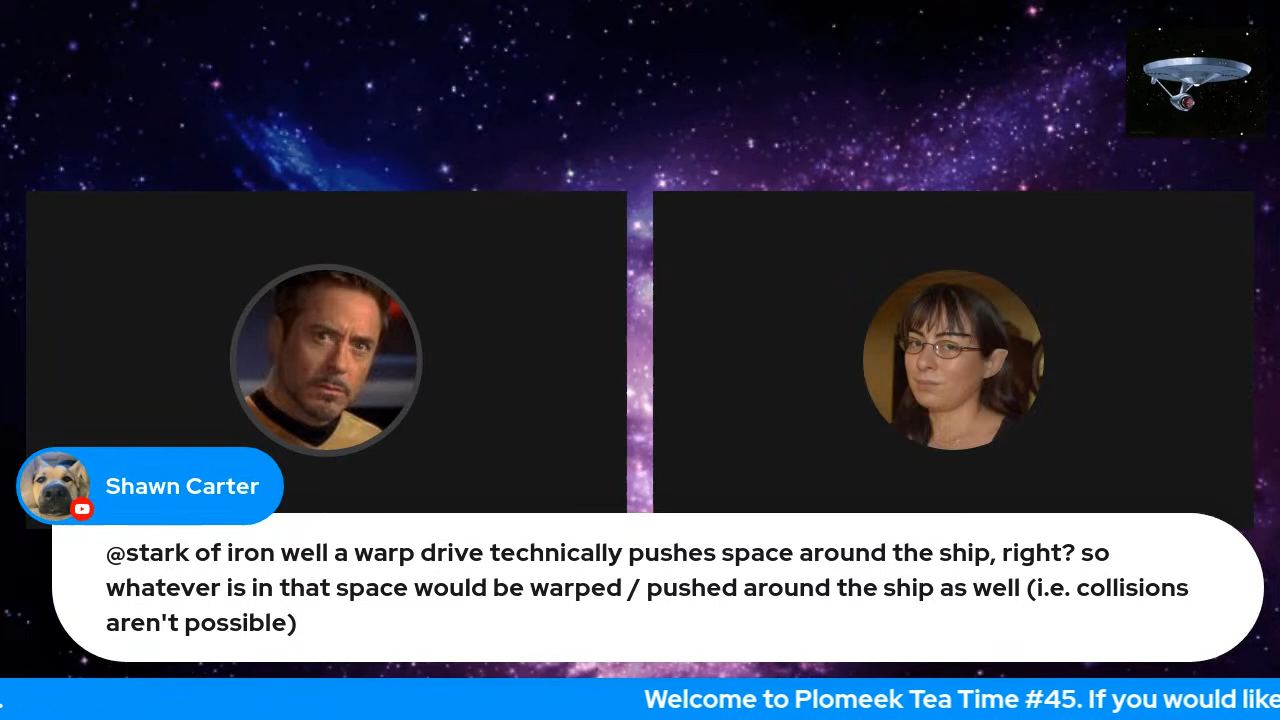 Shawn Carter
@stark of iron well a warp drive technically pushes space around the ship, right? so
whatever is in that space would be warped / pushed around the ship as well (i.e. collisions
aren't possible)
. Welcome to Plomeek Tea Time #45. If you would like